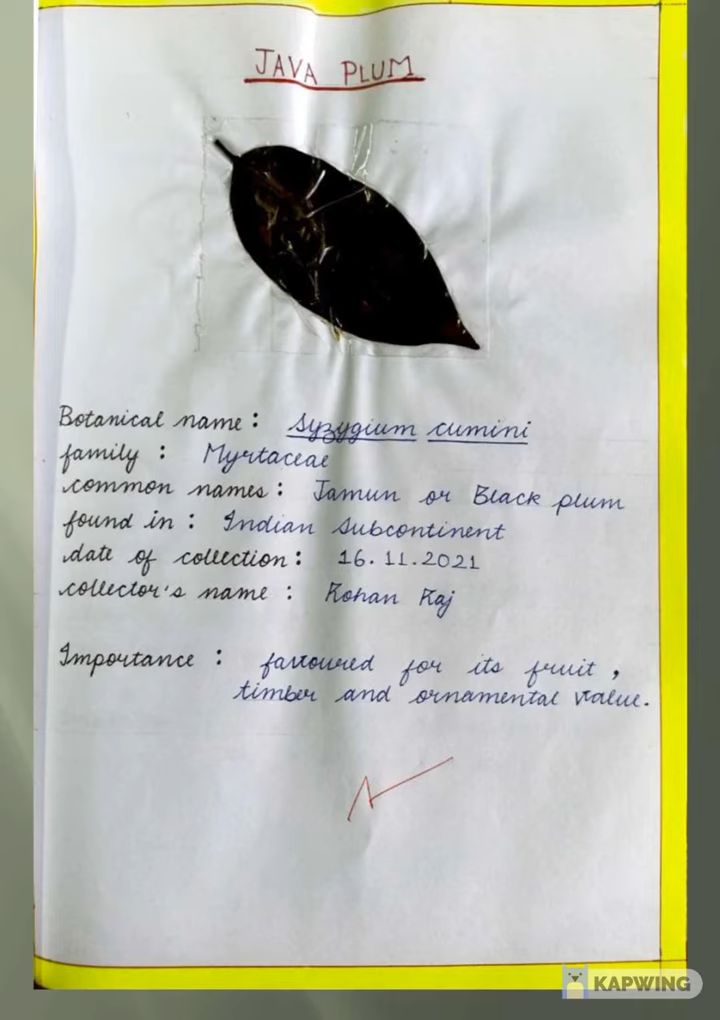 JAVA PLUM
Botanical name : Syzygium cumini
family : Myrtaceae
common names : Jamun or Black plum
found in : Indian Subcontinent
date of collection : 16.11.2021
collector's name : Rohan Raj
Importance : favoured for its fruit ,
timber and ornamental value.
KAPWING